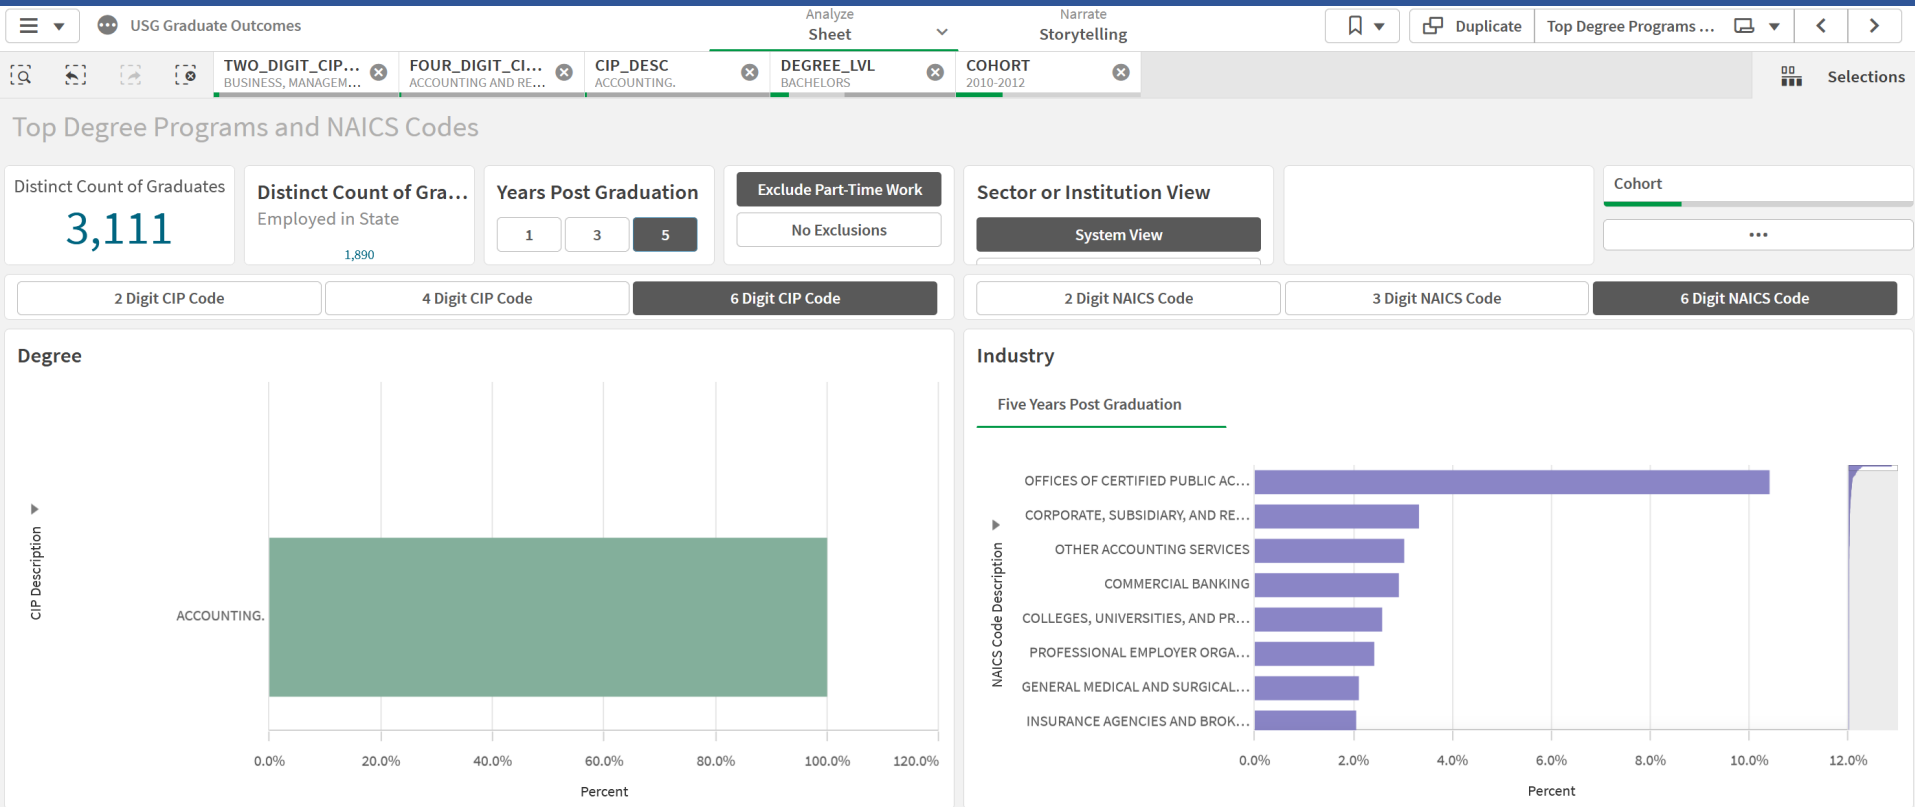 USG Graduate Outcomes
Analyze
Sheet
Narrate
Storytelling
Duplicate
Top Degree Programs ...
TWO_DIGIT_CIP...
BUSINESS, MANAGEM...
FOUR_DIGIT_CI...
ACCOUNTING AND RE...
CIP_DESC
ACCOUNTING.
DEGREE_LVL
BACHELORS
COHORT
2010-2012
Selections
Top Degree Programs and NAICS Codes
Distinct Count of Graduates
3,111
Distinct Count of Gra...
Employed in State
1,890
Years Post Graduation
1
3
5
Exclude Part-Time Work
No Exclusions
Sector or Institution View
System View
Cohort
2 Digit CIP Code
4 Digit CIP Code
6 Digit CIP Code
2 Digit NAICS Code
3 Digit NAICS Code
6 Digit NAICS Code
Degree
CIP Description
ACCOUNTING.
0.0%
20.0%
40.0%
60.0%
80.0%
100.0%
120.0%
Percent
Industry
Five Years Post Graduation
NAICS Code Description
OFFICES OF CERTIFIED PUBLIC AC...
CORPORATE, SUBSIDIARY, AND RE...
OTHER ACCOUNTING SERVICES
COMMERCIAL BANKING
COLLEGES, UNIVERSITIES, AND PR...
PROFESSIONAL EMPLOYER ORGA...
GENERAL MEDICAL AND SURGICAL...
INSURANCE AGENCIES AND BROK...
0.0%
2.0%
4.0%
6.0%
8.0%
10.0%
12.0%
Percent